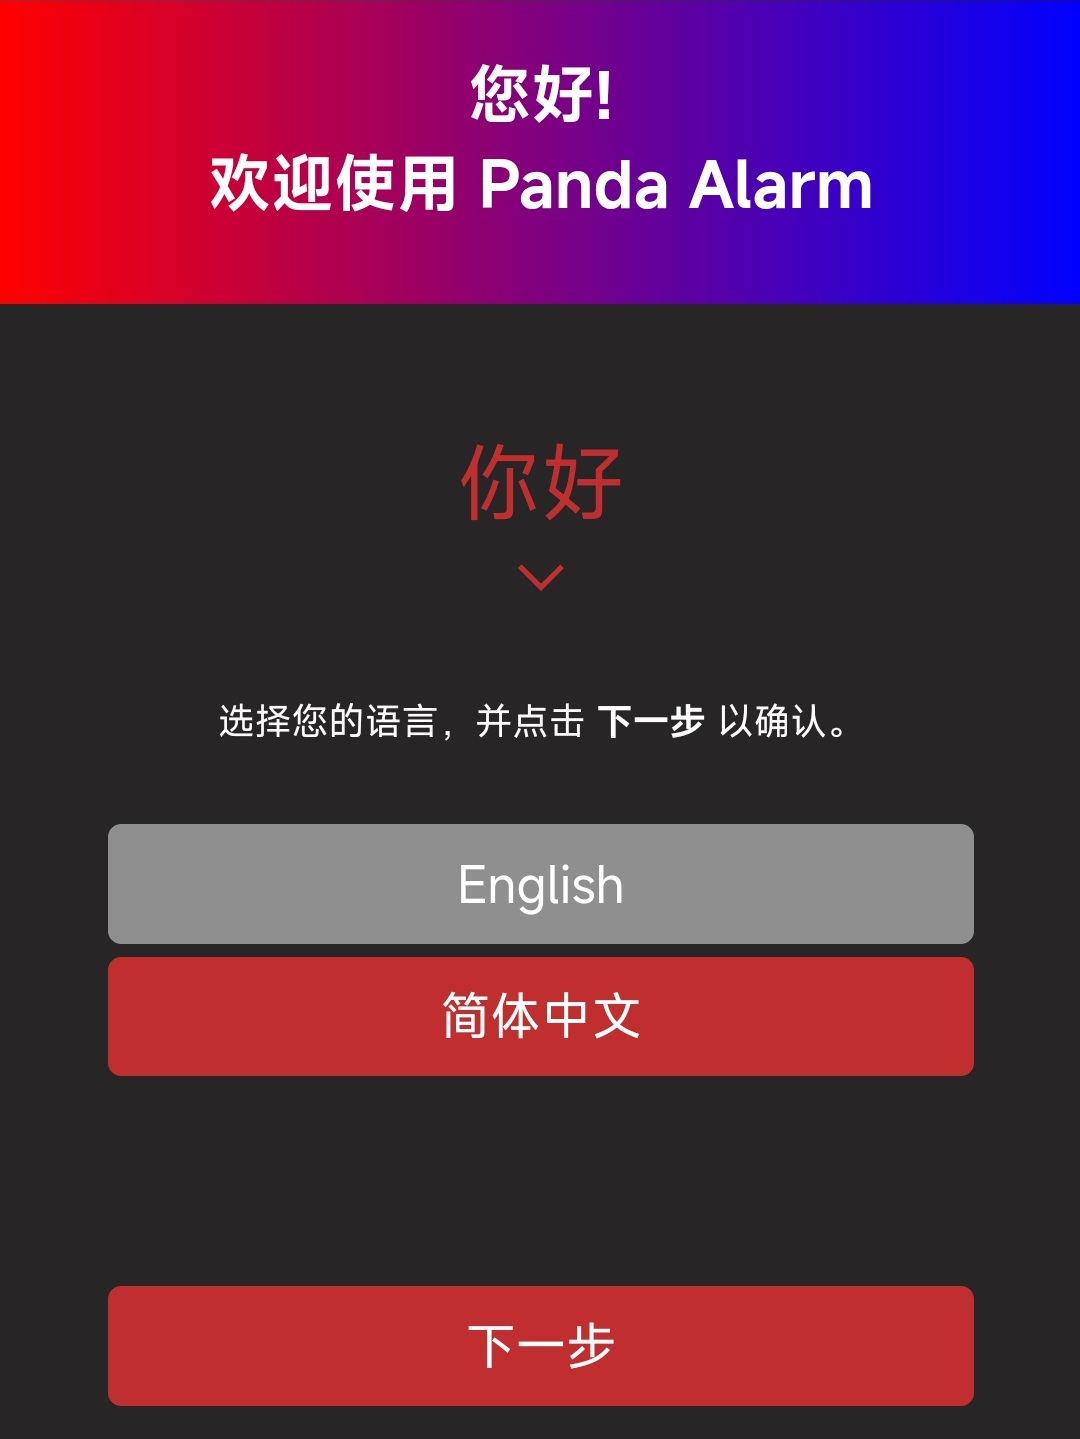 您好!
欢迎使用 Panda Alarm
你好
选择您的语言，并点击 下一步 以确认。
English
简体中文
下一步